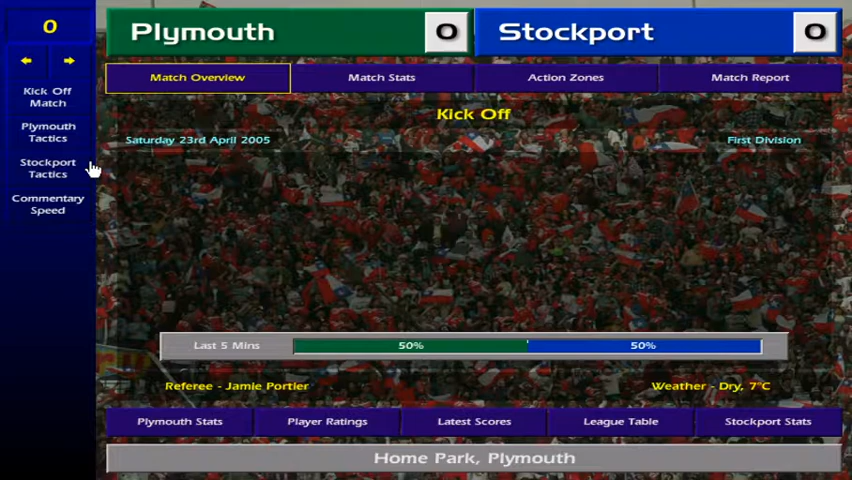 0
Plymouth 0 Stockport 0
Match Overview Match Stats Action Zones Match Report
Kick Off
Match
Plymouth
Tactics
Stockport
Tactics
Commentary
Speed
Kick Off
Saturday 23rd April 2005 First Division
Last 5 Mins 50% 50%
Referee - Jamie Portier Weather - Dry, 7°C
Plymouth Stats Player Ratings Latest Scores League Table Stockport Stats
Home Park, Plymouth